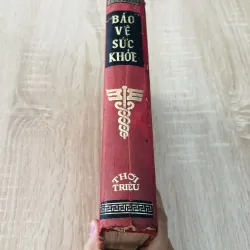 BẢO
VỆ
SỨC
KHỎE
THỜI
TRIỀU